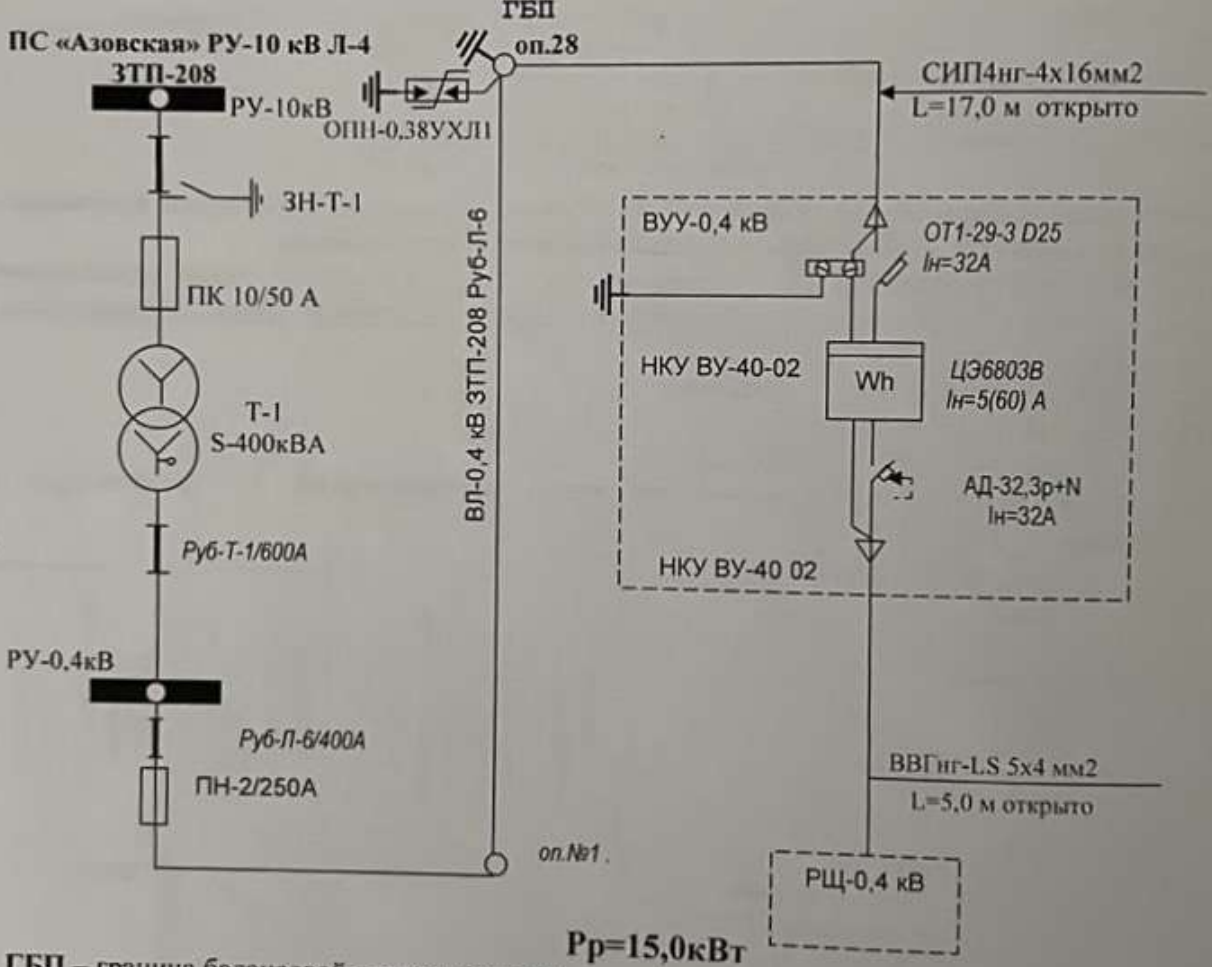 ГБП
ПС «Азовская» РУ-10 кВ Л-4
оп.28
ЗТП-208
РУ-10кВ
ОПН-0,38УХЛ1
СИП4нг-4х16мм2
L=17,0 м открыто
ЗН-Т-1
ПК 10/50 А
Т-1
S-400кВА
Руб-Т-1/600А
РУ-0,4кВ
Руб-Л-6/400А
ПН-2/250А
ВЛ-0,4 кВ ЗТП-208 Руб-Л-6
оп.№1 .
ВУУ-0,4 кВ
ОТ1-29-3 D25
Iн=32А
НКУ ВУ-40-02
Wh
ЦЭ6803В
Iн=5(60) А
АД-32,3р+N
Iн=32А
НКУ ВУ-40 02
ВВГнг-LS 5х4 мм2
L=5,0 м открыто
РЩ-0,4 кВ
Рр=15,0кВт
ГБП – граница